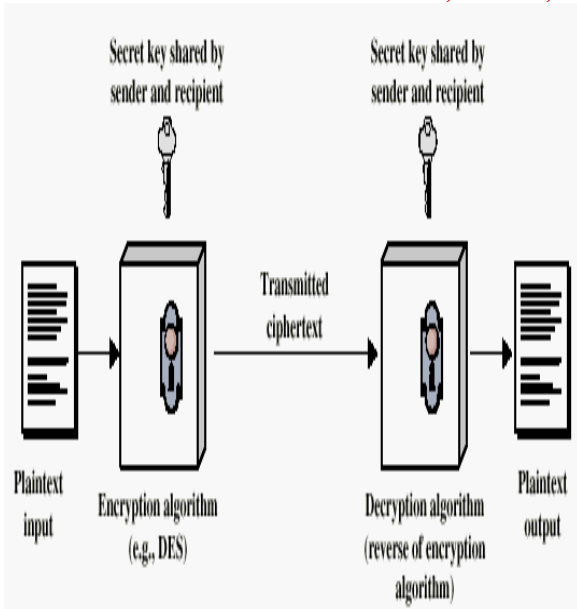 Secret key shared by
sender and recipient
Secret key shared by
sender and recipient
Transmitted
ciphertext
Plaintext
input
Encryption algorithm
(e.g., DES)
Decryption algorithm
(reverse of encryption
algorithm)
Plaintext
output